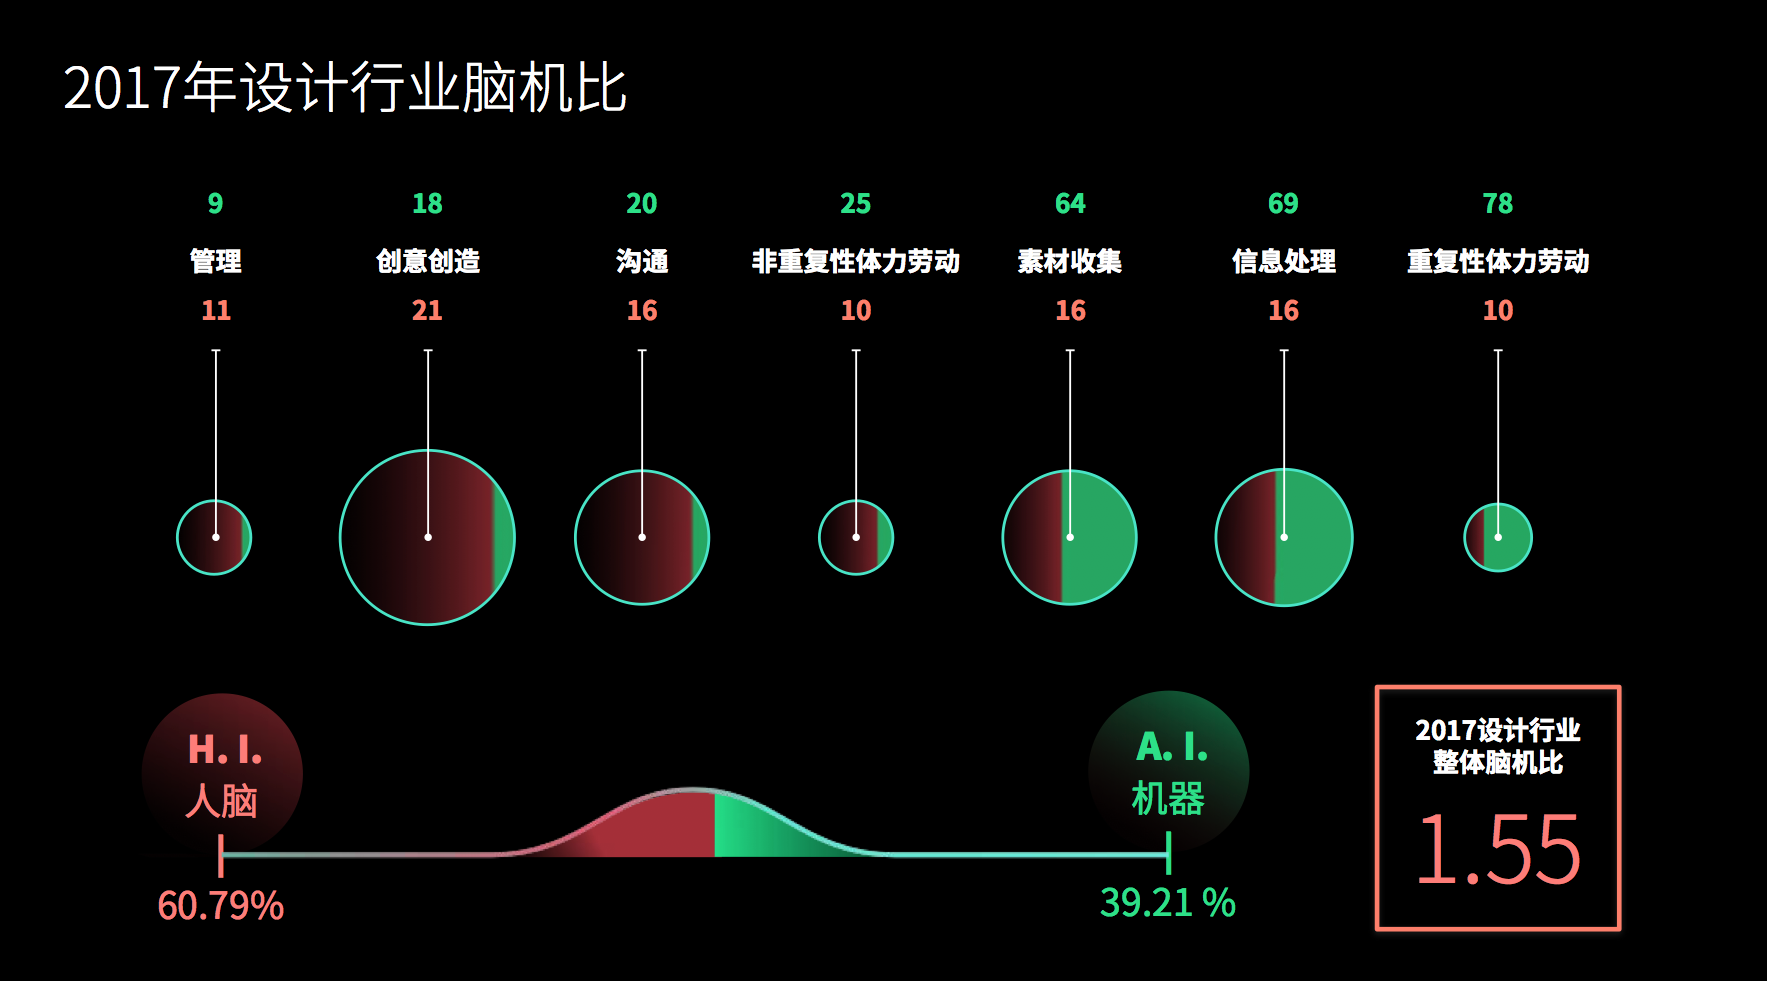 2017年设计行业脑机比
9 18 20 25 64 69 78
管理 创意创造 沟通 非重复性体力劳动 素材收集 信息处理 重复性体力劳动
11 21 16 10 16 16 10
H. I.
人脑
60.79%
A. I.
机器
39.21 %
2017设计行业
整体脑机比
1.55